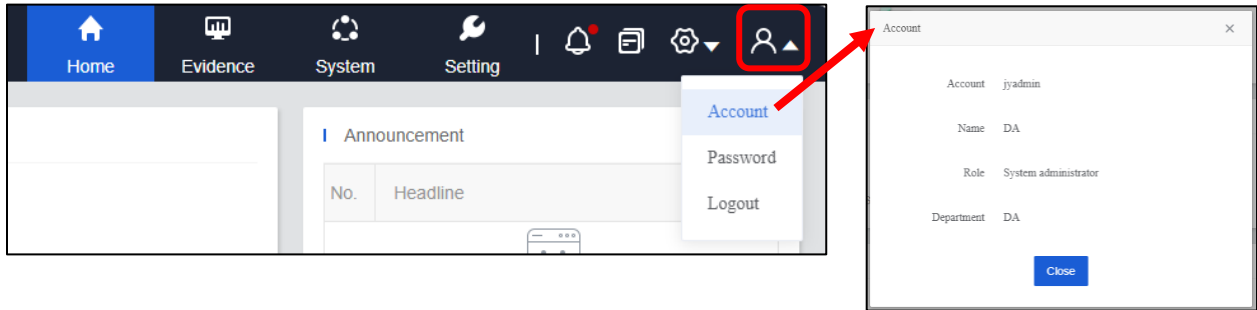 Home Evidence System Setting
Account
Password
Logout
Announcement
No. Headline
Account
Account jyadmin
Name DA
Role System administrator
Department DA
Close